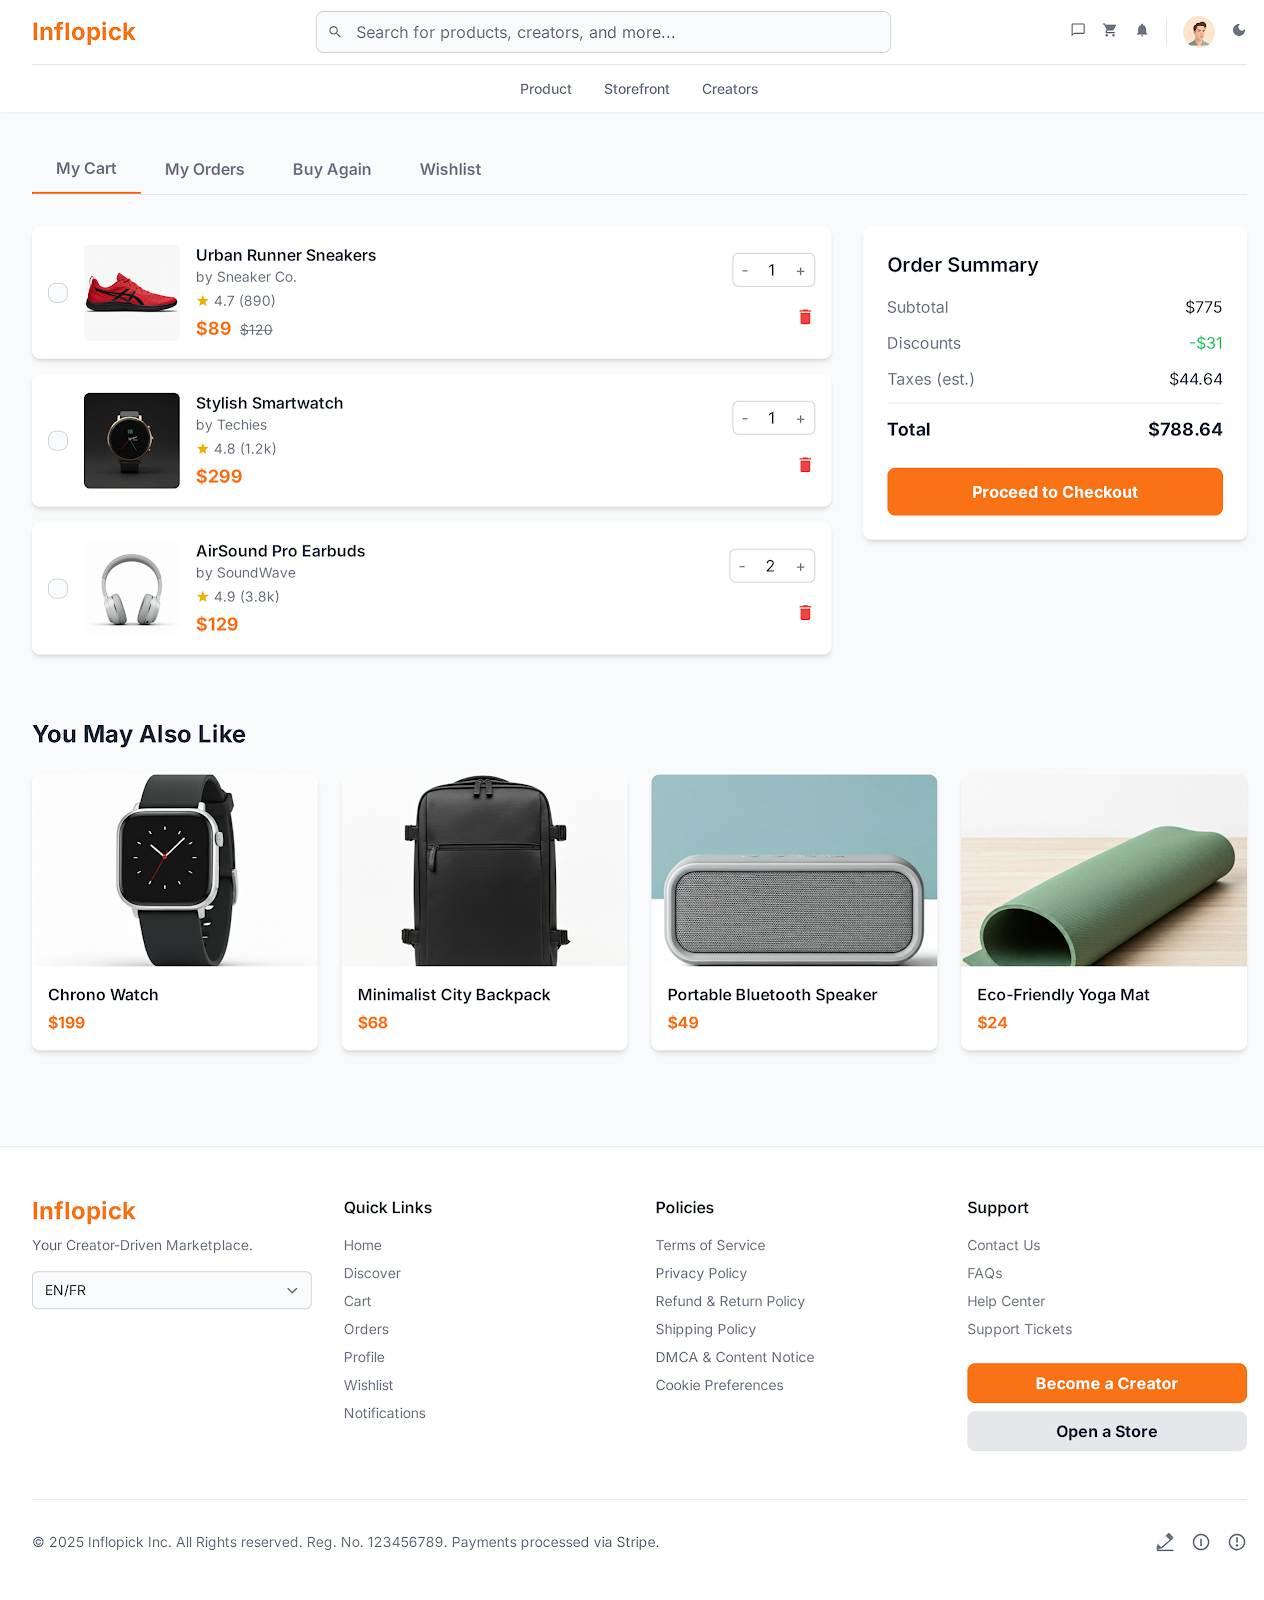 Inflopick
Search for products, creators, and more...
Product Storefront Creators
My Cart My Orders Buy Again Wishlist
Urban Runner Sneakers
by Sneaker Co.
4.7 (890)
$89 $120
- 1 +
Stylish Smartwatch
by Techies
4.8 (1.2k)
$299
- 1 +
AirSound Pro Earbuds
by SoundWave
4.9 (3.8k)
$129
- 2 +
Order Summary
Subtotal $775
Discounts -$31
Taxes (est.) $44.64
Total $788.64
Proceed to Checkout
You May Also Like
Chrono Watch
$199
Minimalist City Backpack
$68
Portable Bluetooth Speaker
$49
Eco-Friendly Yoga Mat
$24
Inflopick
Your Creator-Driven Marketplace.
EN/FR
Quick Links
Home
Discover
Cart
Orders
Profile
Wishlist
Notifications
Policies
Terms of Service
Privacy Policy
Refund & Return Policy
Shipping Policy
DMCA & Content Notice
Cookie Preferences
Support
Contact Us
FAQs
Help Center
Support Tickets
Become a Creator
Open a Store
© 2025 Inflopick Inc. All Rights reserved. Reg. No. 123456789. Payments processed via Stripe.